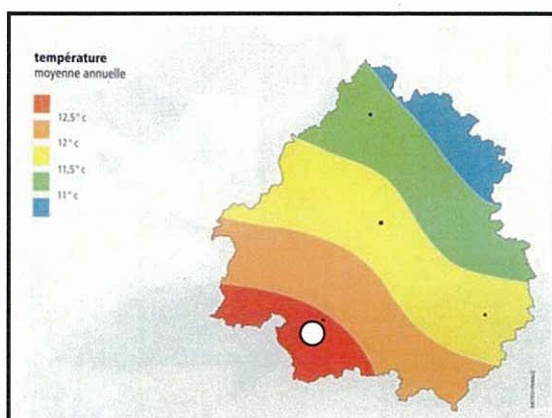 température
moyenne annuelle
12,5° c
12° c
11,5° c
11° c